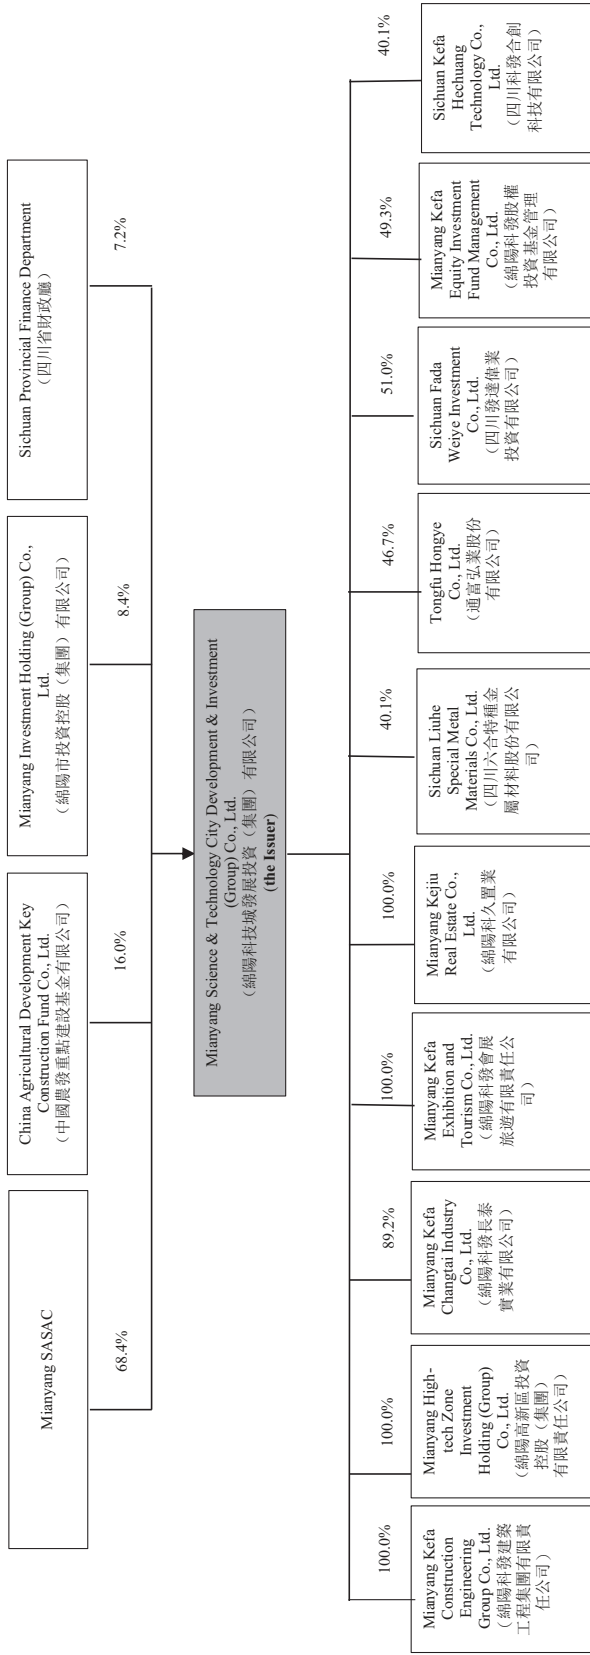 Mianyang SASAC
China Agricultural Development Key
Construction Fund Co., Ltd.
（中國農發重點建設基金有限公司）
Mianyang Investment Holding (Group) Co.,
Ltd.
（綿陽市投資控股（集團）有限公司）
Sichuan Provincial Finance Department
（四川省財政廳）
68.4%
16.0%
8.4%
7.2%
Mianyang Science & Technology City Development & Investment
(Group) Co., Ltd.
（綿陽科技城發展投資（集團）有限公司）
(the Issuer)
100.0%
100.0%
89.2%
100.0%
100.0%
40.1%
46.7%
51.0%
49.3%
40.1%
Mianyang Kefa
Construction
Engineering
Group Co., Ltd.
（綿陽科發建築
工程集團有限責
任公司）
Mianyang High-
tech Zone
Investment
Holding (Group)
Co., Ltd.
（綿陽高新區投資
控股（集團）
有限責任公司）
Mianyang Kefa
Changtai Industry
Co., Ltd.
（綿陽科發長泰
實業有限公司）
Mianyang Kefa
Exhibition and
Tourism Co., Ltd.
（綿陽科發會展
旅遊有限責任公
司）
Mianyang Kejiu
Real Estate Co.,
Ltd.
（綿陽科久置業
有限公司）
Sichuan Liuhe
Special Metal
Materials Co., Ltd.
（四川六合特種金
屬材料股份有限公
司）
Tongfu Hongye
Co., Ltd.
（通富弘業股份
有限公司）
Sichuan Fada
Weiye Investment
Co., Ltd.
（四川發達偉業
投資有限公司）
Mianyang Kefa
Equity Investment
Fund Management
Co., Ltd.
（綿陽科發股權
投資基金管理
有限公司）
Sichuan Kefa
Hechuang
Technology Co.,
Ltd.
（四川科發合創
科技有限公司）